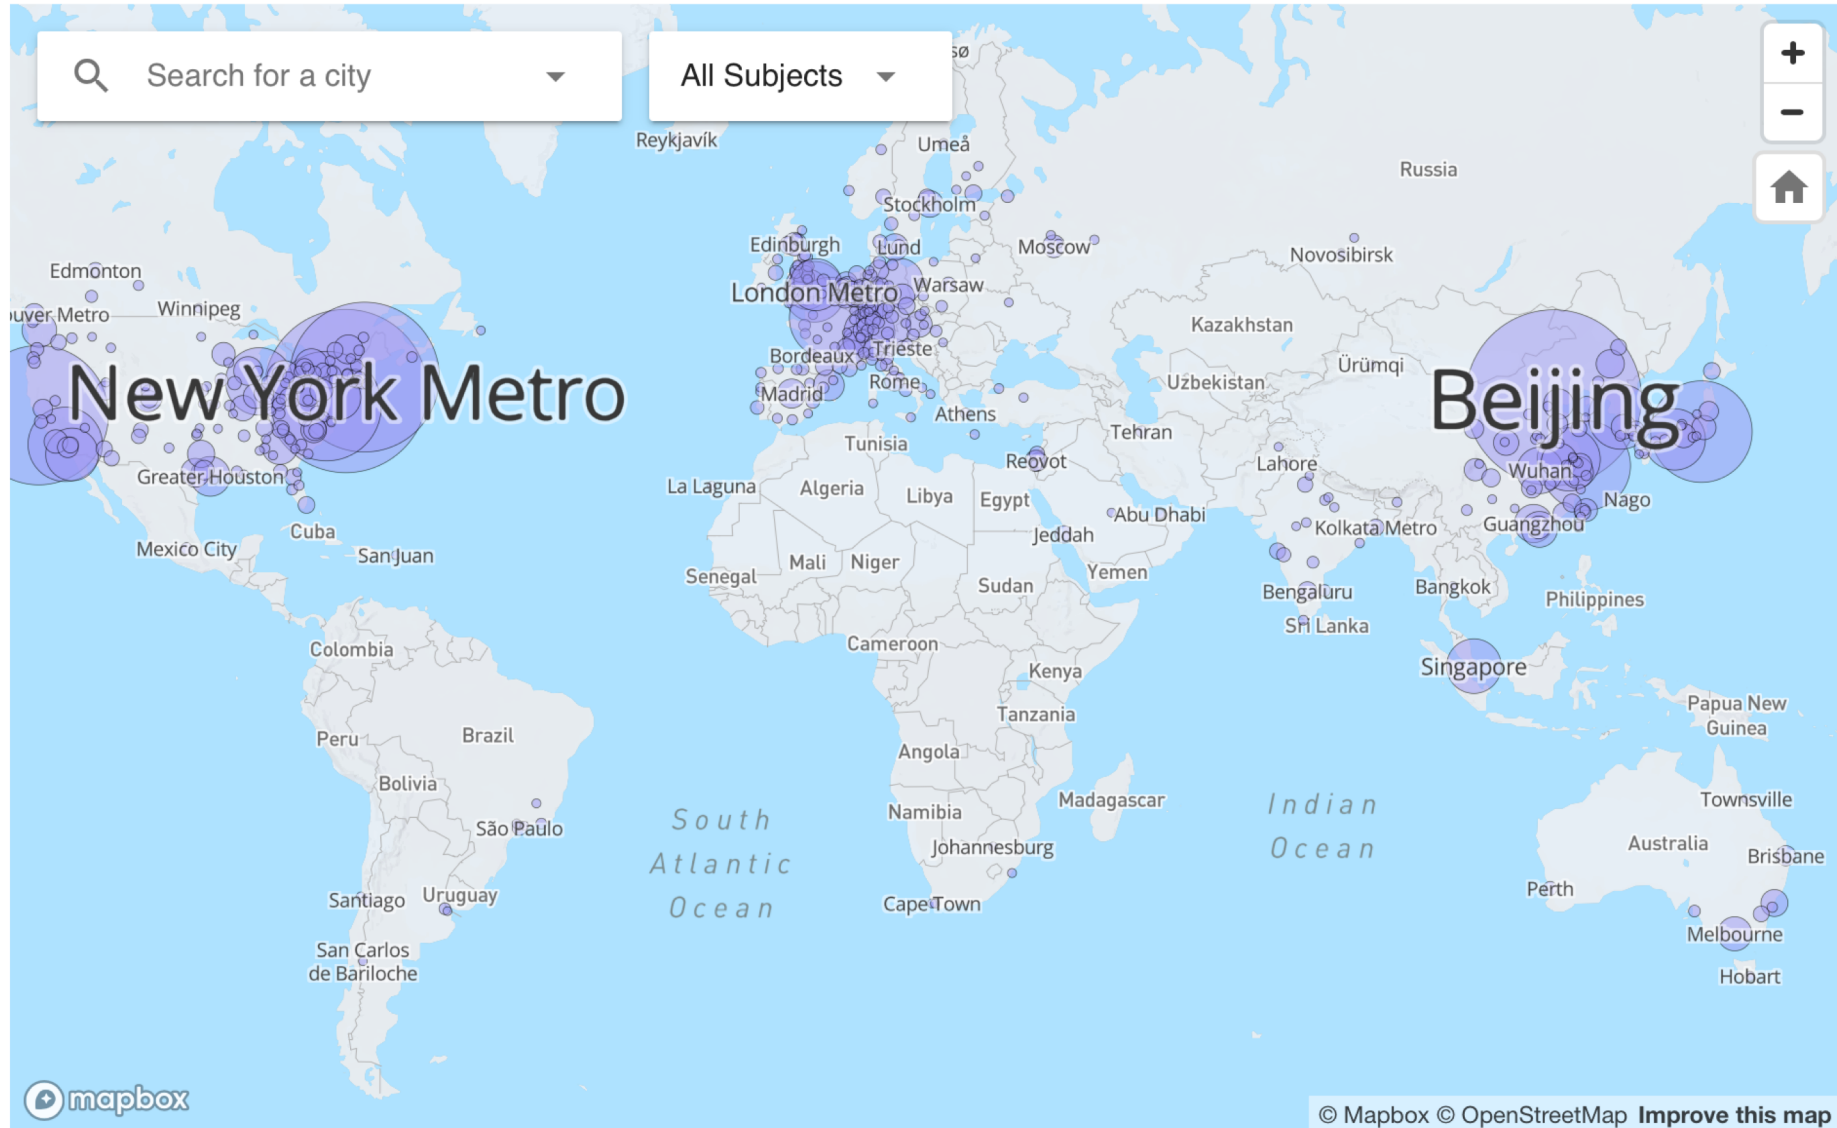 Search for a city
All Subjects
sø
+
−
Reykjavík
Umeå
Russia
Stockholm
Edinburgh
Lund
Moscow
Novosibirsk
Edmonton
London Metro
Warsaw
uver Metro
Winnipeg
Kazakhstan
Bordeaux
Trieste
Ürümqi
New York Metro
Madrid
Rome
Uzbekistan
Beijing
Athens
Tunisia
Tehran
Reovot
Lahore
Wuhan
Greater Houston
La Laguna
Algeria
Libya
Egypt
Nago
Abu Dhabi
Cuba
Jeddah
Kolkata Metro
Guangzhou
Mexico City
San Juan
Mali
Niger
Senegal
Sudan
Yemen
Bengaluru
Bangkok
Philippines
Sri Lanka
Colombia
Cameroon
Kenya
Singapore
Tanzania
Papua New
Guinea
Peru
Brazil
Angola
Bolivia
Namibia
Madagascar
Indian
Ocean
Townsville
South
Atlantic
Ocean
São Paulo
Johannesburg
Australia
Brisbane
Santiago
Uruguay
Cape Town
Perth
Melbourne
San Carlos
de Bariloche
Hobart
mapbox
© Mapbox © OpenStreetMap Improve this map